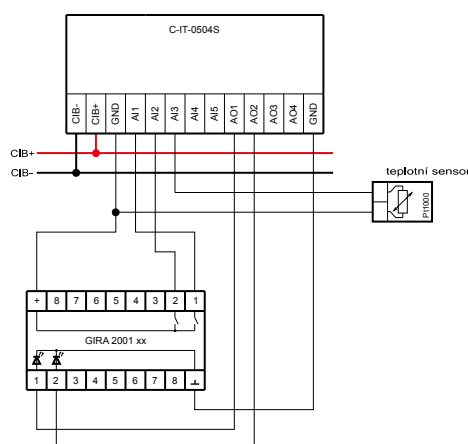 C-IT-0504S
CIB- CIB+ GND AI1 AI2 AI3 AI4 AI5 AO1 AO2 AO3 AO4 GND
CIB+
CIB-
teplotní sensor
Pt1000
+ 8 7 6 5 4 3 2 1
GIRA 2001 xx
1 2 3 4 5 6 7 8 ⊥